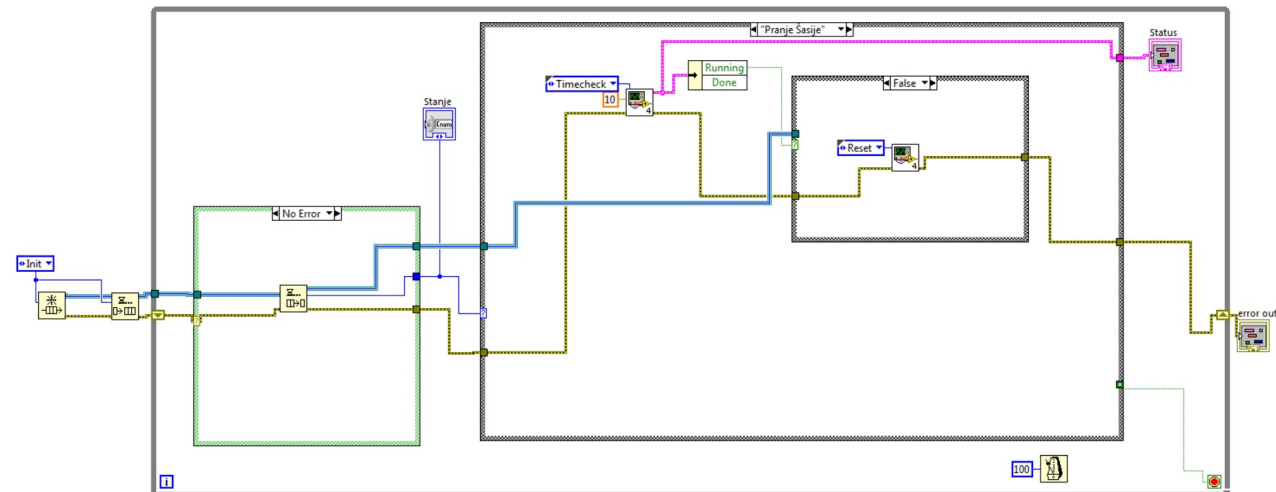 "Pranje Šasije"
Status
Running
Done
Timecheck
10
4
False
Stanje
Enum
Reset
4
No Error
Init
error out
100
i